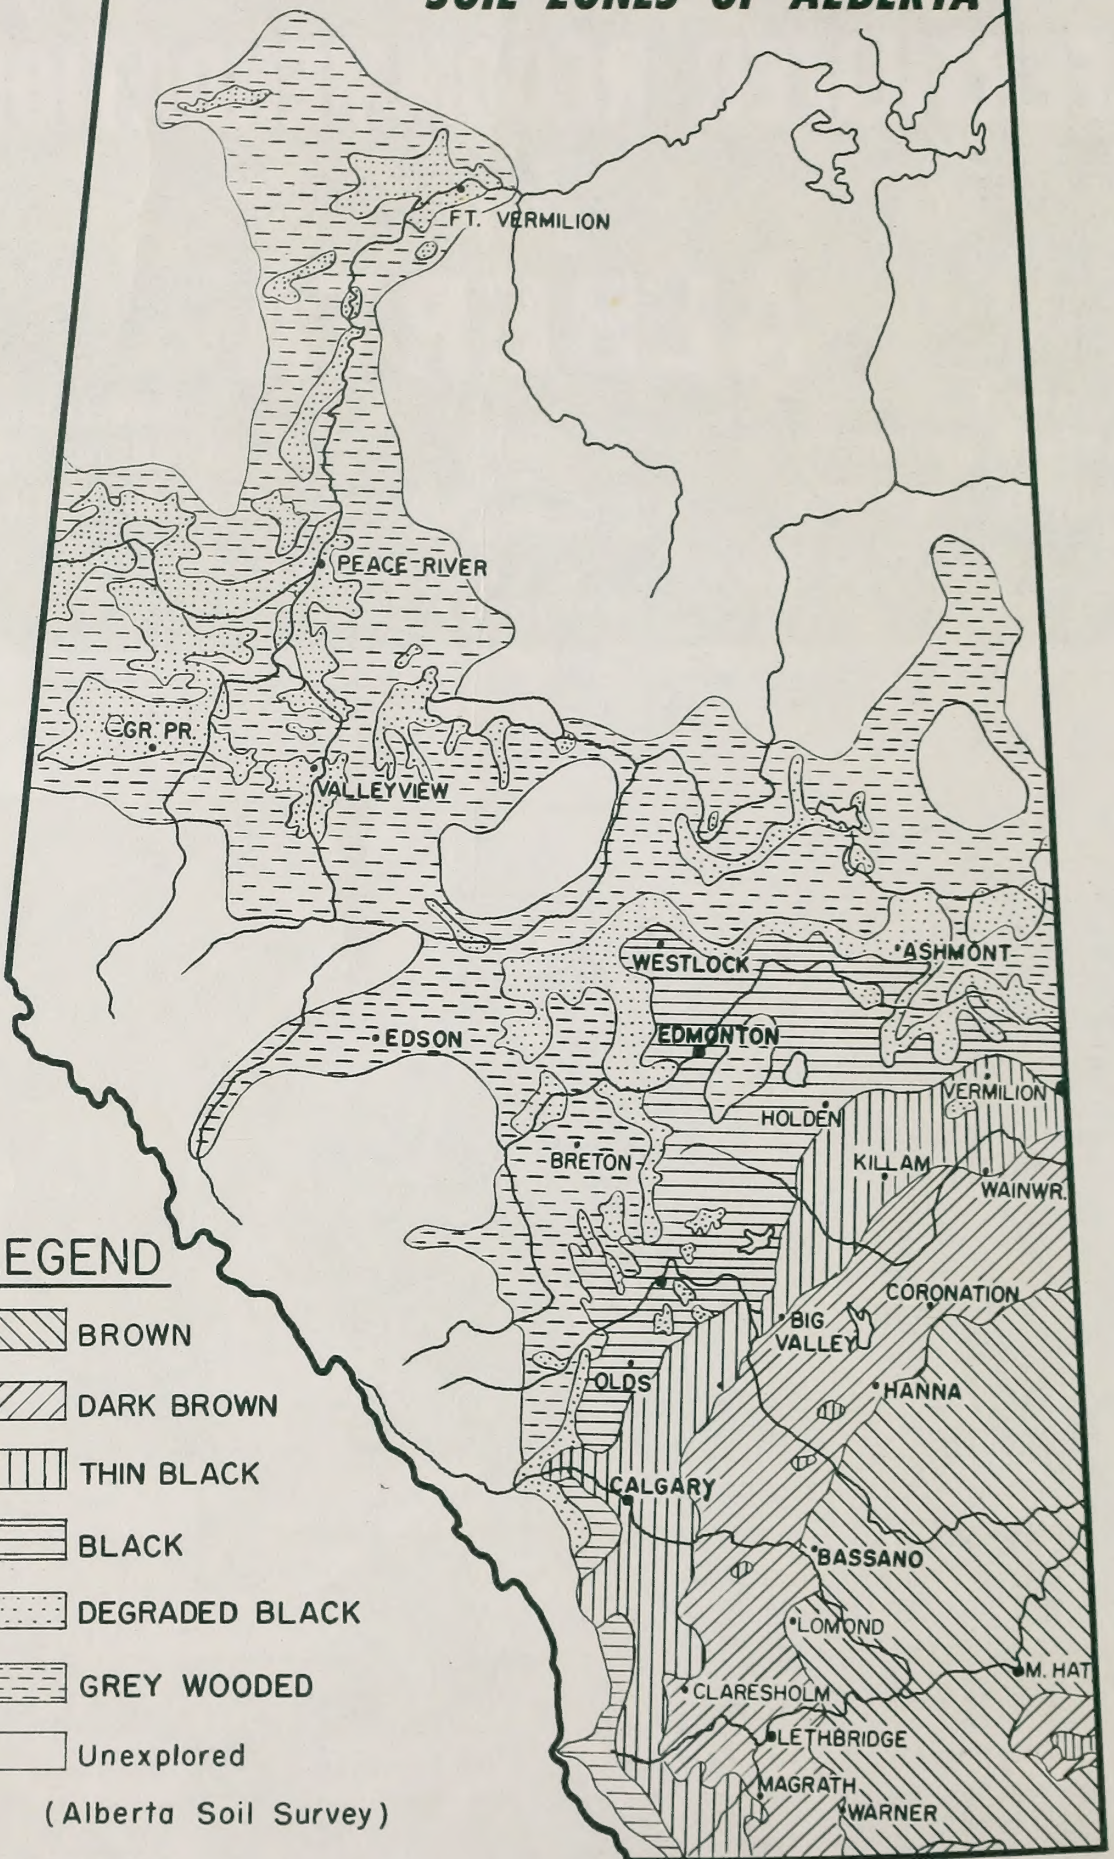 SOIL ZONES OF ALBERTA
FT. VERMILION
PEACE-RIVER
GR. PR.
VALLEYVIEW
WESTLOCK
ASHMONT
EDSON
EDMONTON
VERMILION
HOLDEN
BRETON
KILLAM
WAINWR.
CORONATION
BIG
VALLEY
OLDS
HANNA
CALGARY
BASSANO
LOMOND
M. HAT
CLARESHOLM
LETHBRIDGE
MAGRATH
WARNER
EGEND
BROWN
DARK BROWN
THIN BLACK
BLACK
DEGRADED BLACK
GREY WOODED
Unexplored
(Alberta Soil Survey)